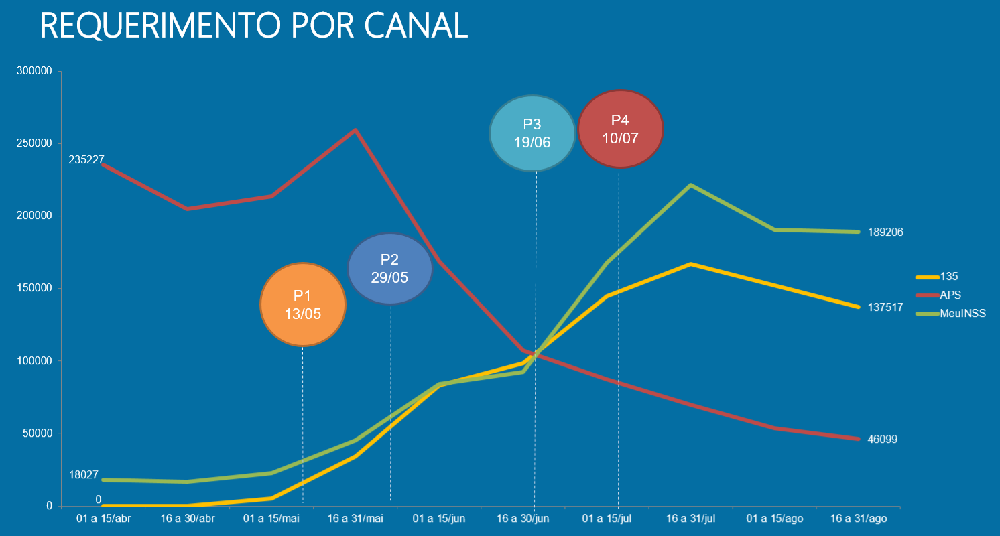 REQUERIMENTO POR CANAL
300000
250000
200000
150000
100000
50000
0
235227
18027
0
P1
13/05
P2
29/05
P3
19/06
P4
10/07
189206
137517
46099
135
APS
MeuINSS
01 a 15/abr
16 a 30/abr
01 a 15/mai
16 a 31/mai
01 a 15/jun
16 a 30/jun
01 a 15/jul
16 a 31/jul
01 a 15/ago
16 a 31/ago